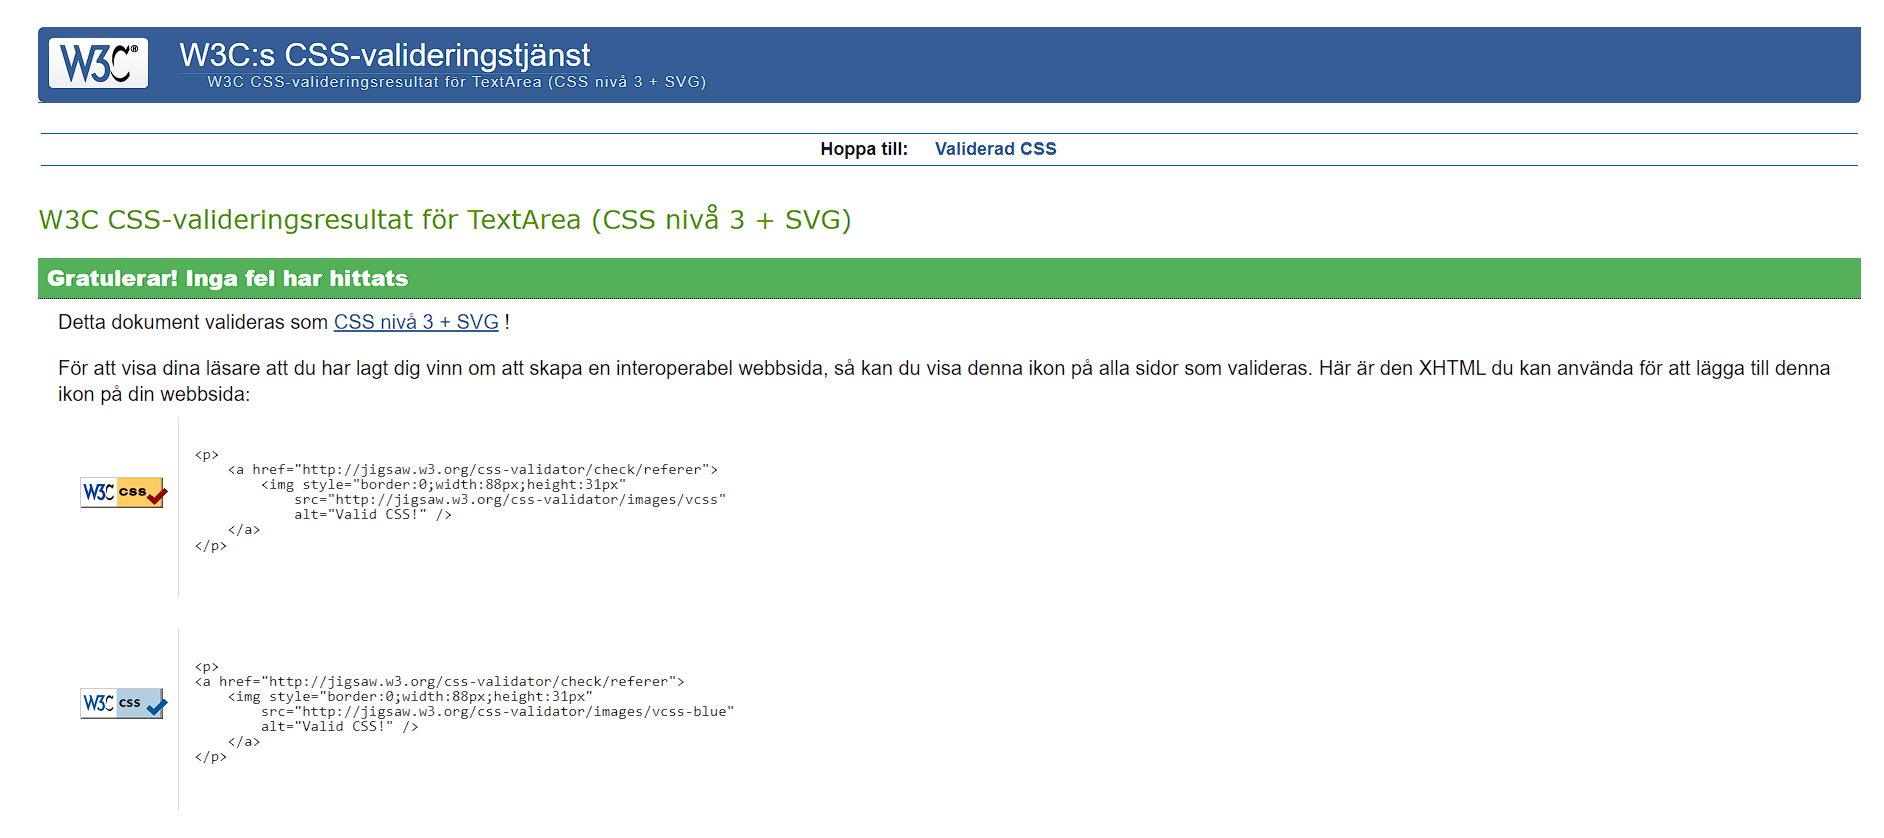 W3C®
W3C:s CSS-valideringstjänst
W3C CSS-valideringsresultat för TextArea (CSS nivå 3 + SVG)
Hoppa till: Validerad CSS
W3C CSS-valideringsresultat för TextArea (CSS nivå 3 + SVG)
Gratulerar! Inga fel har hittats
Detta dokument valideras som CSS nivå 3 + SVG !
För att visa dina läsare att du har lagt dig vinn om att skapa en interoperabel webbsida, så kan du visa denna ikon på alla sidor som valideras. Här är den XHTML du kan använda för att lägga till denna
ikon på din webbsida:
W3C css
<p>
    <a href="http://jigsaw.w3.org/css-validator/check/referer">
        <img style="border:0;width:88px;height:31px"
            src="http://jigsaw.w3.org/css-validator/images/vcss"
            alt="Valid CSS!" />
    </a>
</p>
W3C css
<p>
<a href="http://jigsaw.w3.org/css-validator/check/referer">
    <img style="border:0;width:88px;height:31px"
        src="http://jigsaw.w3.org/css-validator/images/vcss-blue"
        alt="Valid CSS!" />
    </a>
</p>